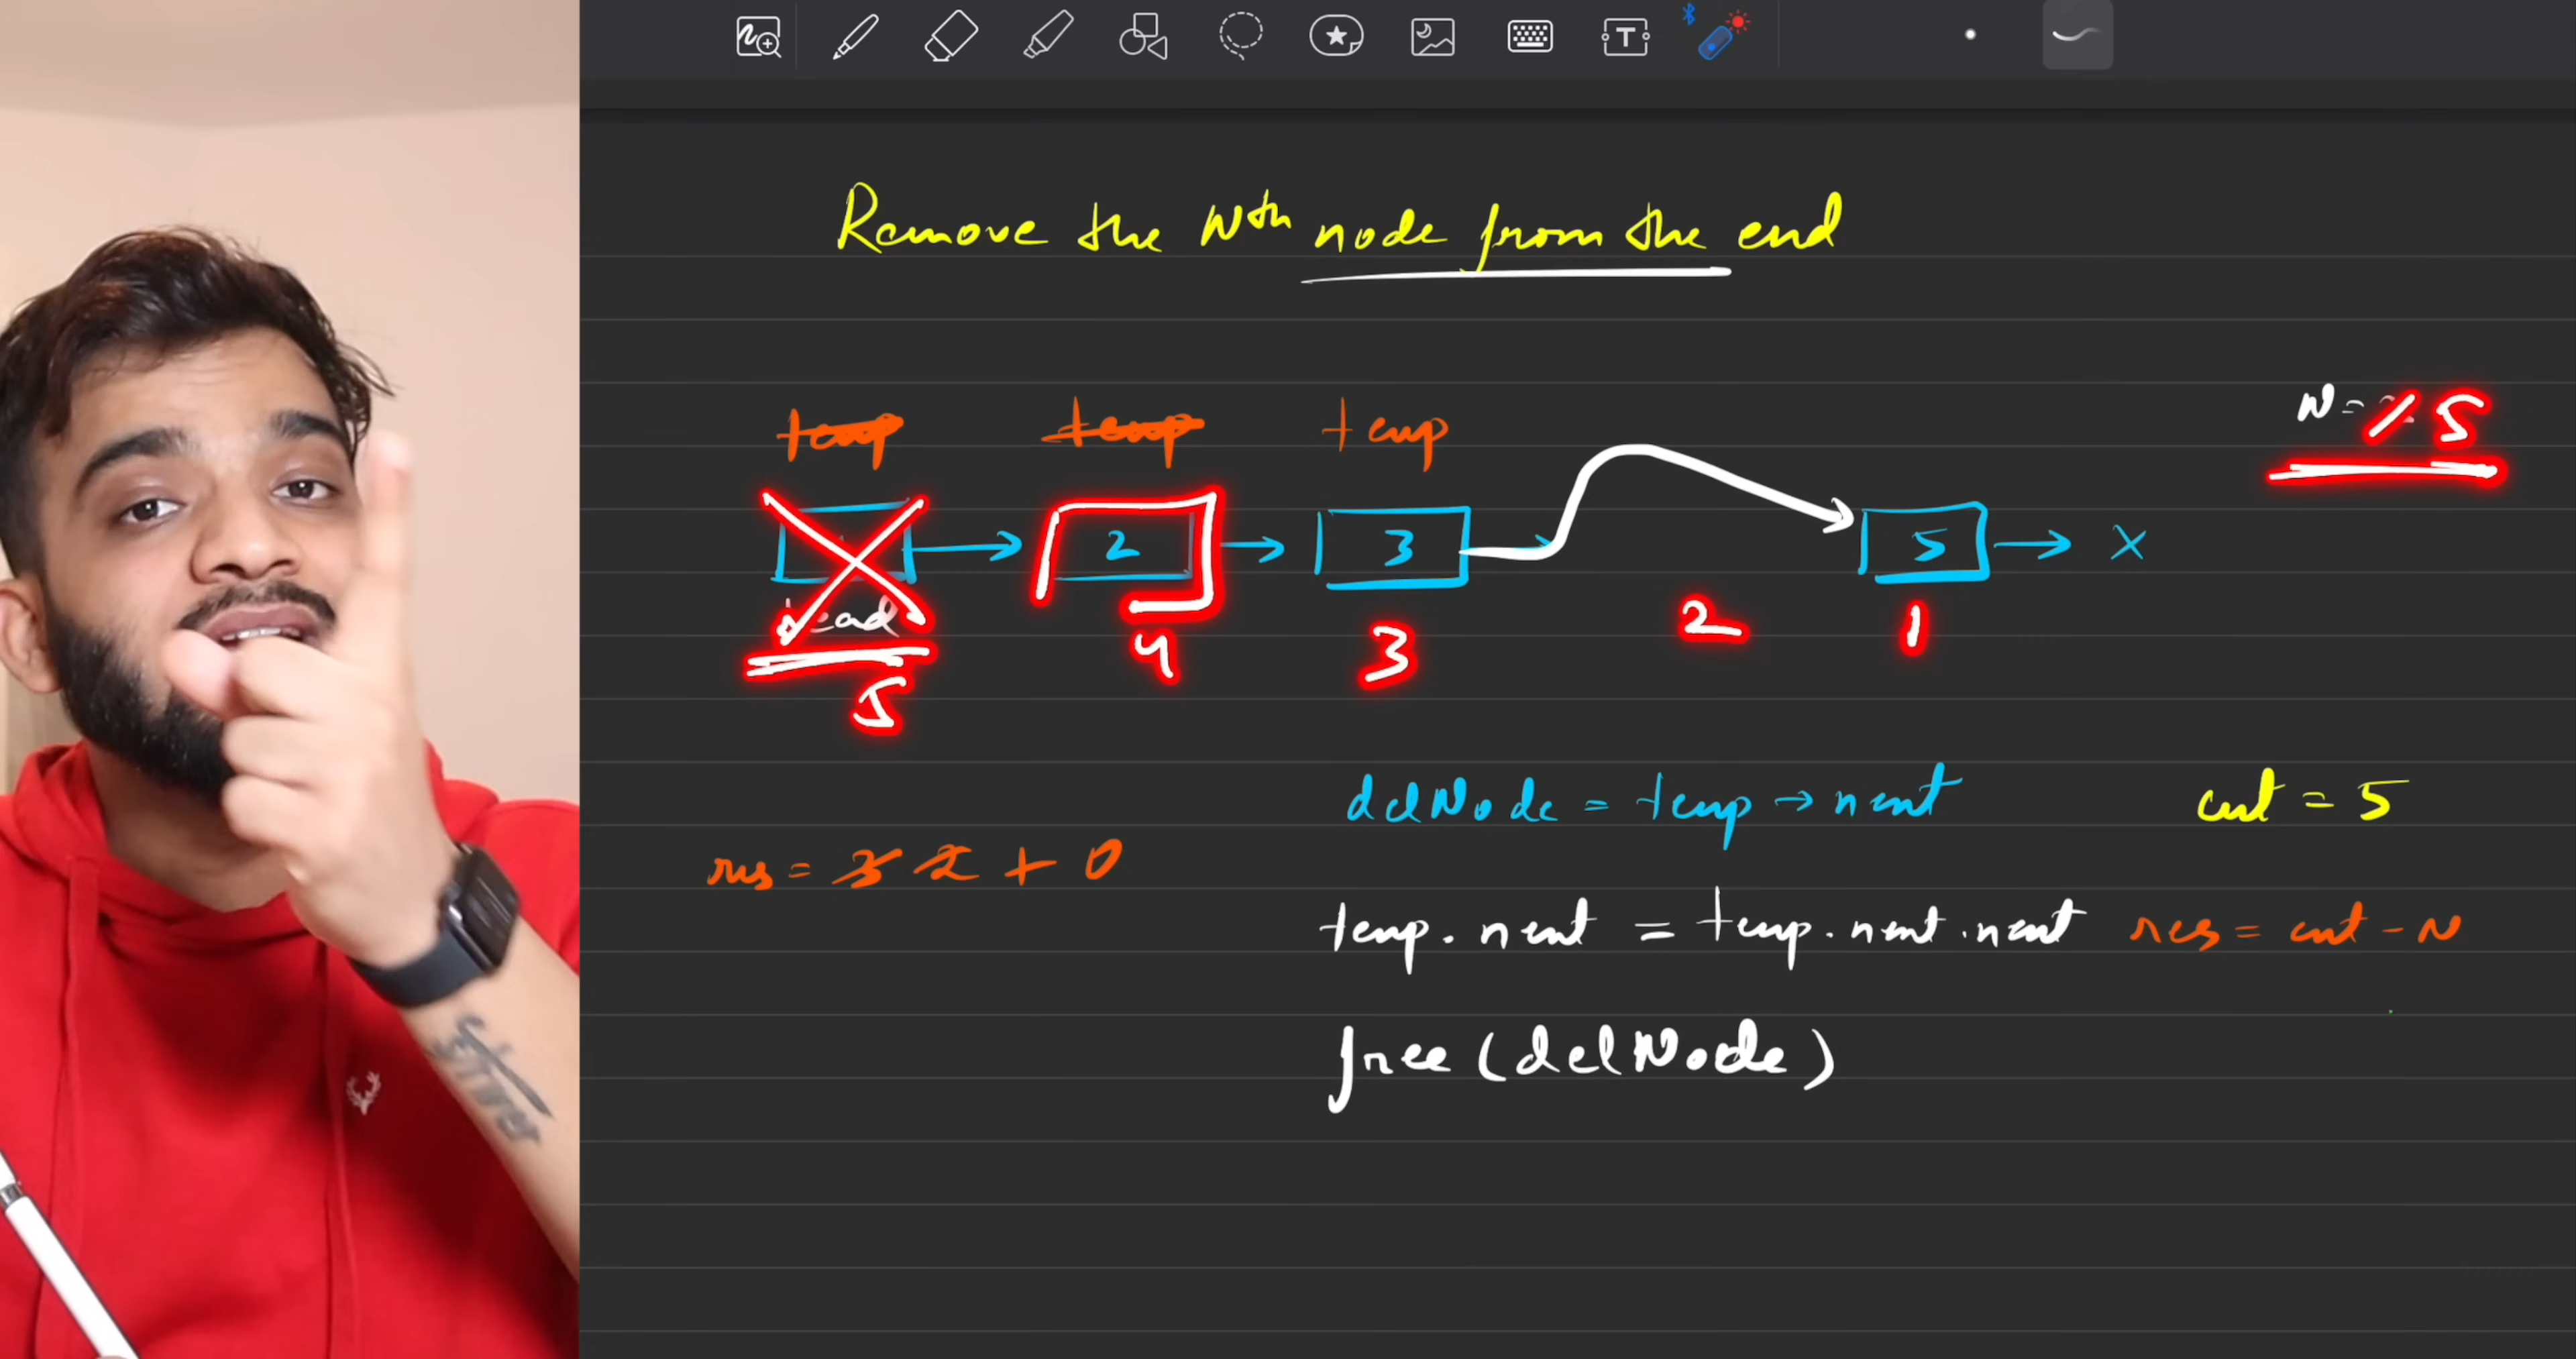 Remove the Nth node from the end
N = 5
temp temp temp
2 3 5 → X
head
5 4 3 2 1
delNode = temp → next
cnt = 5
res = 3 2 1 0
temp. next = temp. next . next
res = cnt - N
free (delNode)